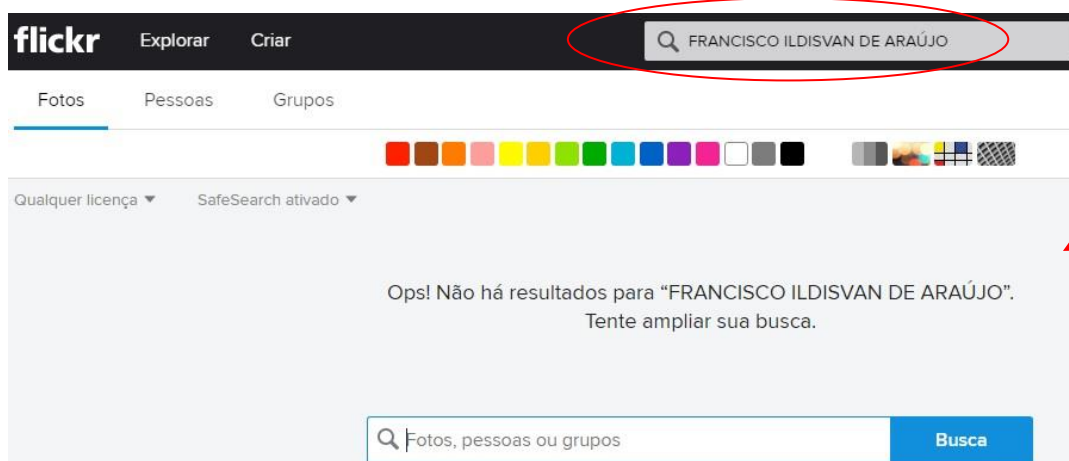 flickr Explorar Criar FRANCISCO ILDISVAN DE ARAÚJO
Fotos Pessoas Grupos
Qualquer licença SafeSearch ativado
Ops! Não há resultados para “FRANCISCO ILDISVAN DE ARAÚJO”.
Tente ampliar sua busca.
Fotos, pessoas ou grupos Busca